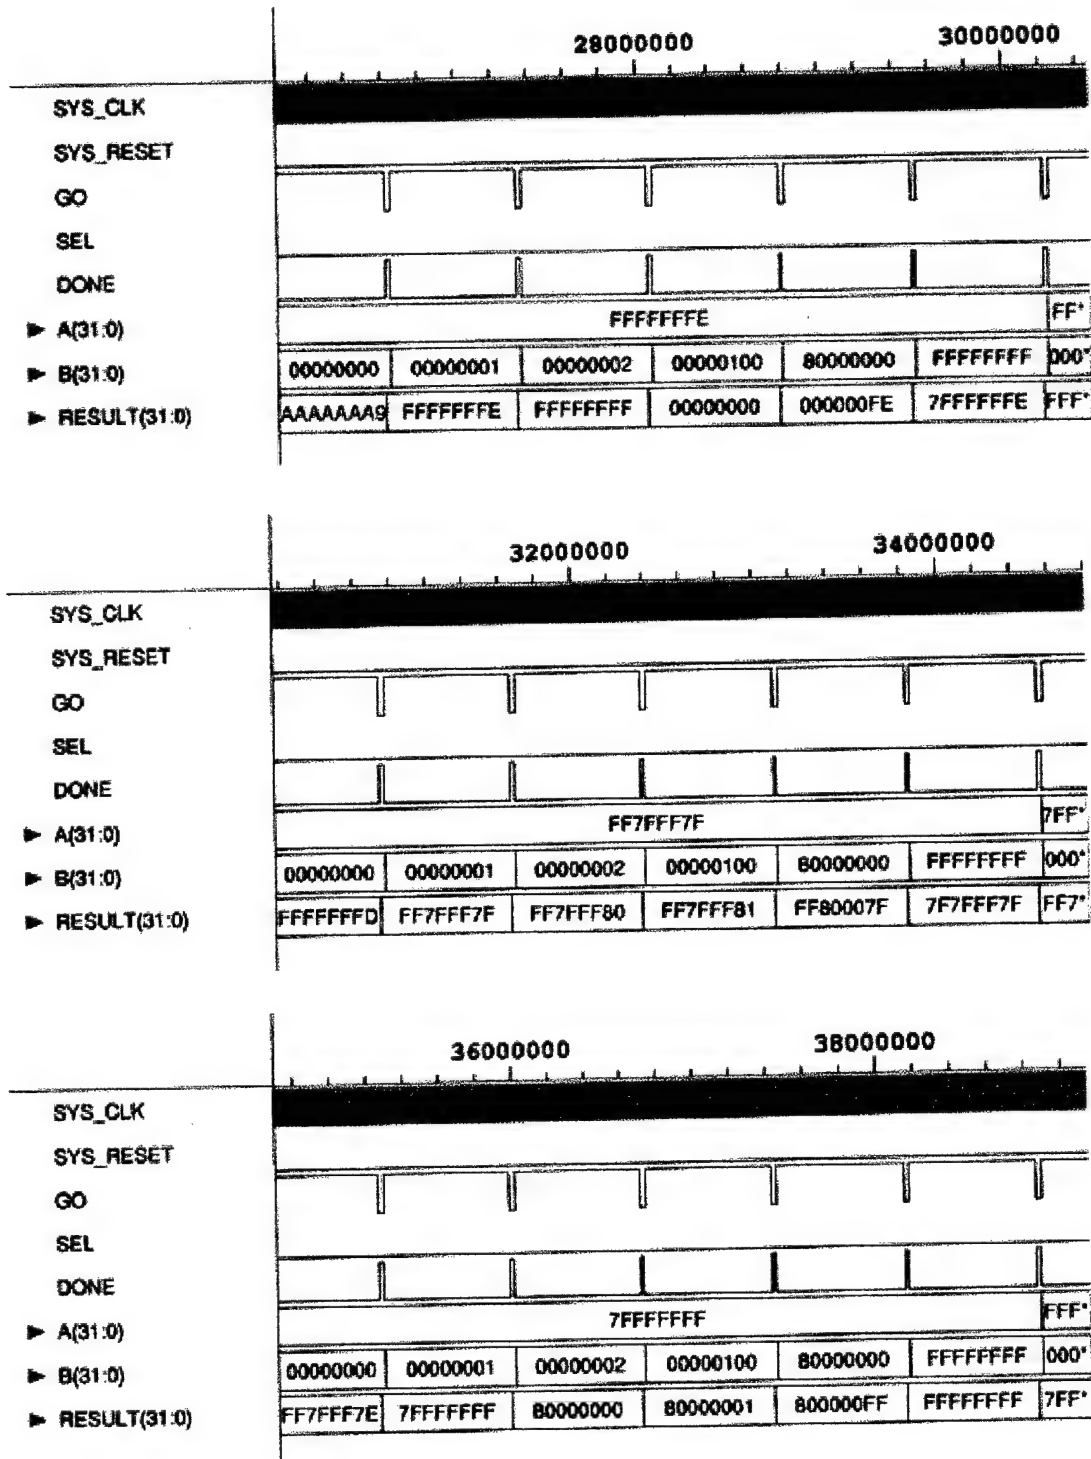 28000000 30000000
SYS_CLK
SYS_RESET
GO
SEL
DONE
A(31:0) FFFFFFFE FF*
B(31:0) 00000000 00000001 00000002 00000100 80000000 FFFFFFFF 000*
RESULT(31:0) AAAAAAA9 FFFFFFFE FFFFFFFF 00000000 000000FE 7FFFFFFE FFF*
32000000 34000000
SYS_CLK
SYS_RESET
GO
SEL
DONE
A(31:0) FF7FFF7F 7FF*
B(31:0) 00000000 00000001 00000002 00000100 80000000 FFFFFFFF 000*
RESULT(31:0) FFFFFFFD FF7FFF7F FF7FFF80 FF7FFF81 FF80007F 7F7FFF7F FF7*
36000000 38000000
SYS_CLK
SYS_RESET
GO
SEL
DONE
A(31:0) 7FFFFFFF FFF*
B(31:0) 00000000 00000001 00000002 00000100 80000000 FFFFFFFF 000*
RESULT(31:0) FF7FFF7E 7FFFFFFF 80000000 80000001 800000FF FFFFFFFF 7FF*